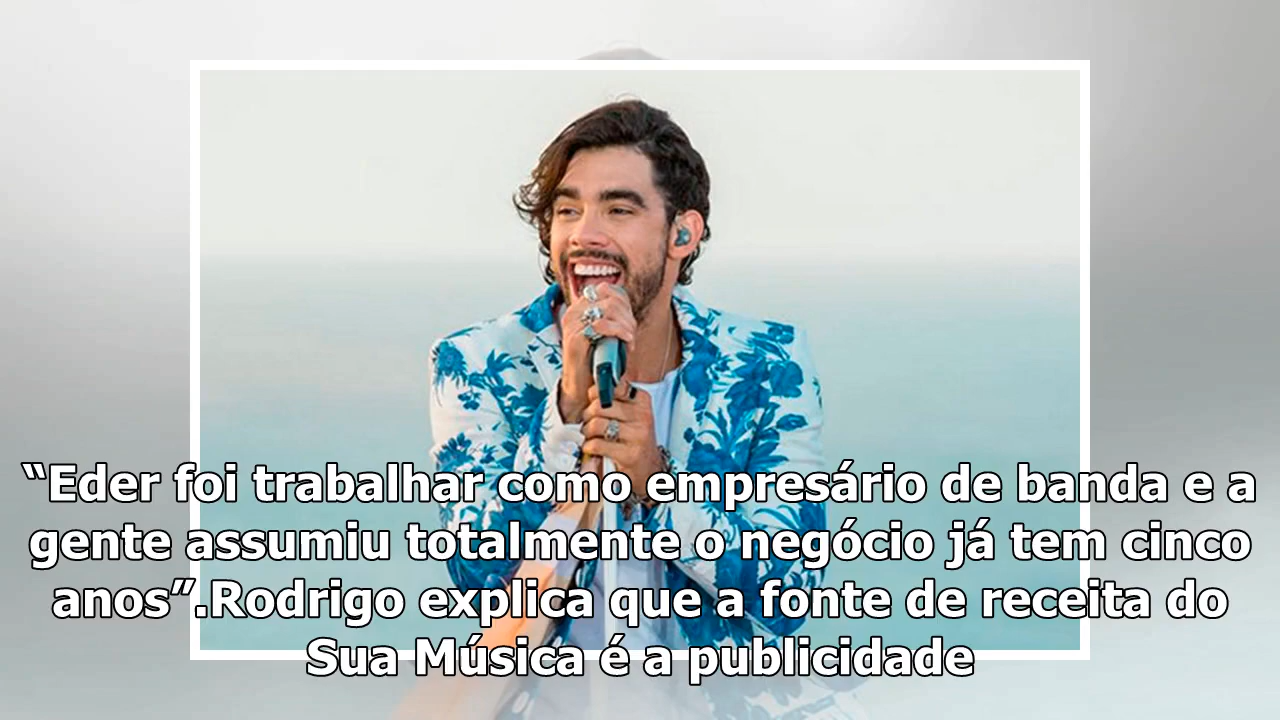 “Eder foi trabalhar como empresário de banda e a
gente assumiu totalmente o negócio já tem cinco
anos”.Rodrigo explica que a fonte de receita do
Sua Música é a publicidade